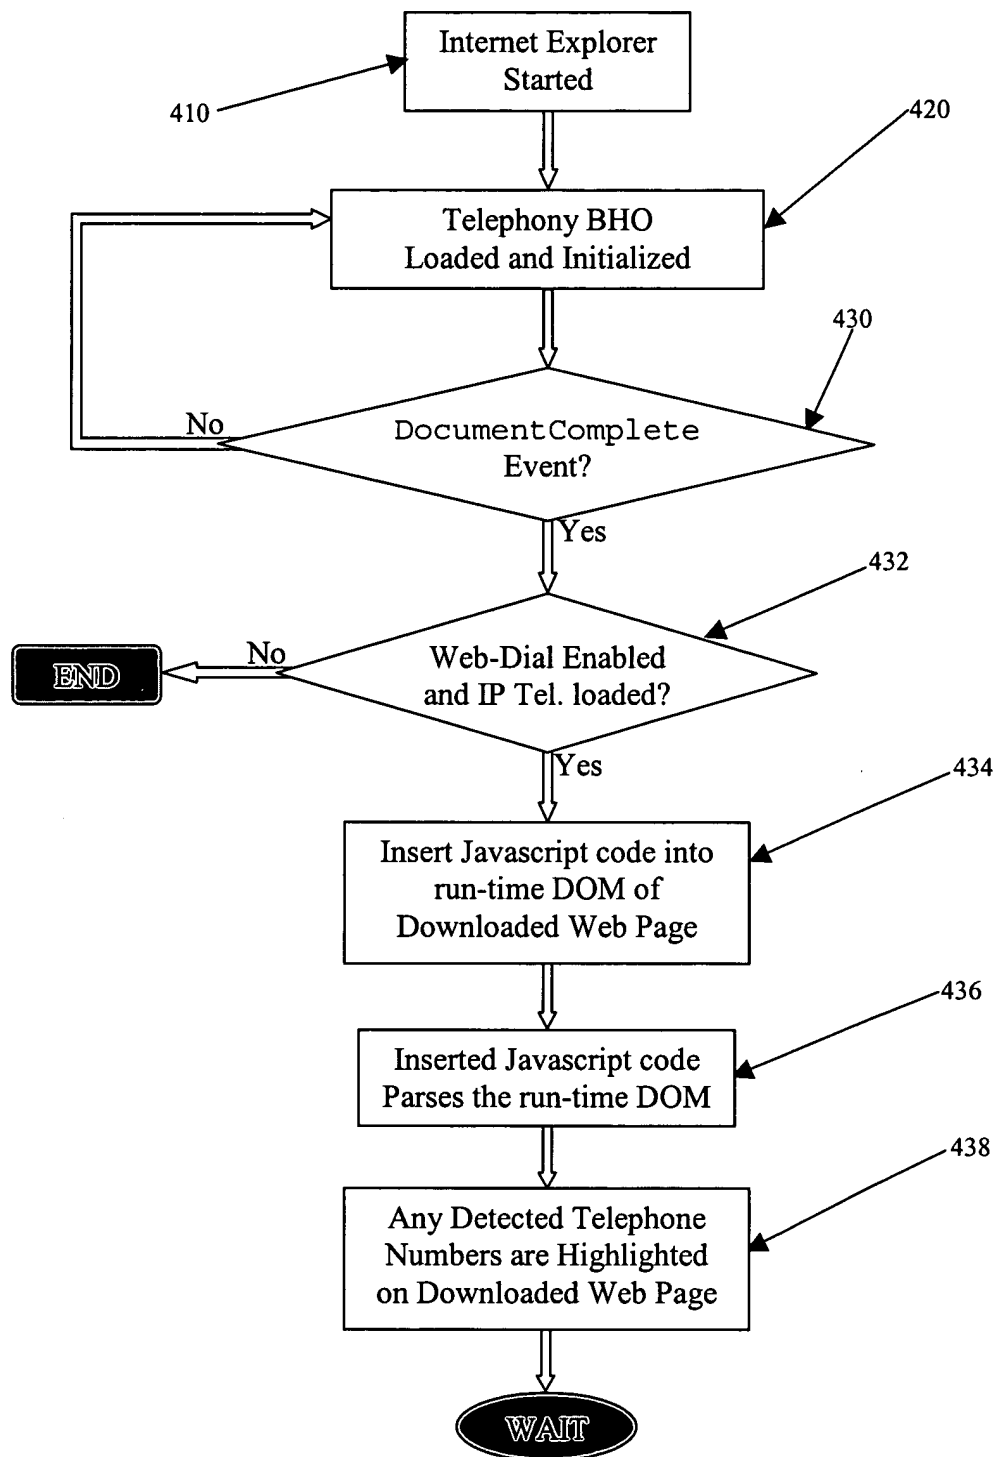 Internet Explorer
Started
410
420
Telephony BHO
Loaded and Initialized
430
No
DocumentComplete
Event?
Yes
432
No
END
Web-Dial Enabled
and IP Tel. loaded?
Yes
434
Insert Javascript code into
run-time DOM of
Downloaded Web Page
436
Inserted Javascript code
Parses the run-time DOM
438
Any Detected Telephone
Numbers are Highlighted
on Downloaded Web Page
WAIT